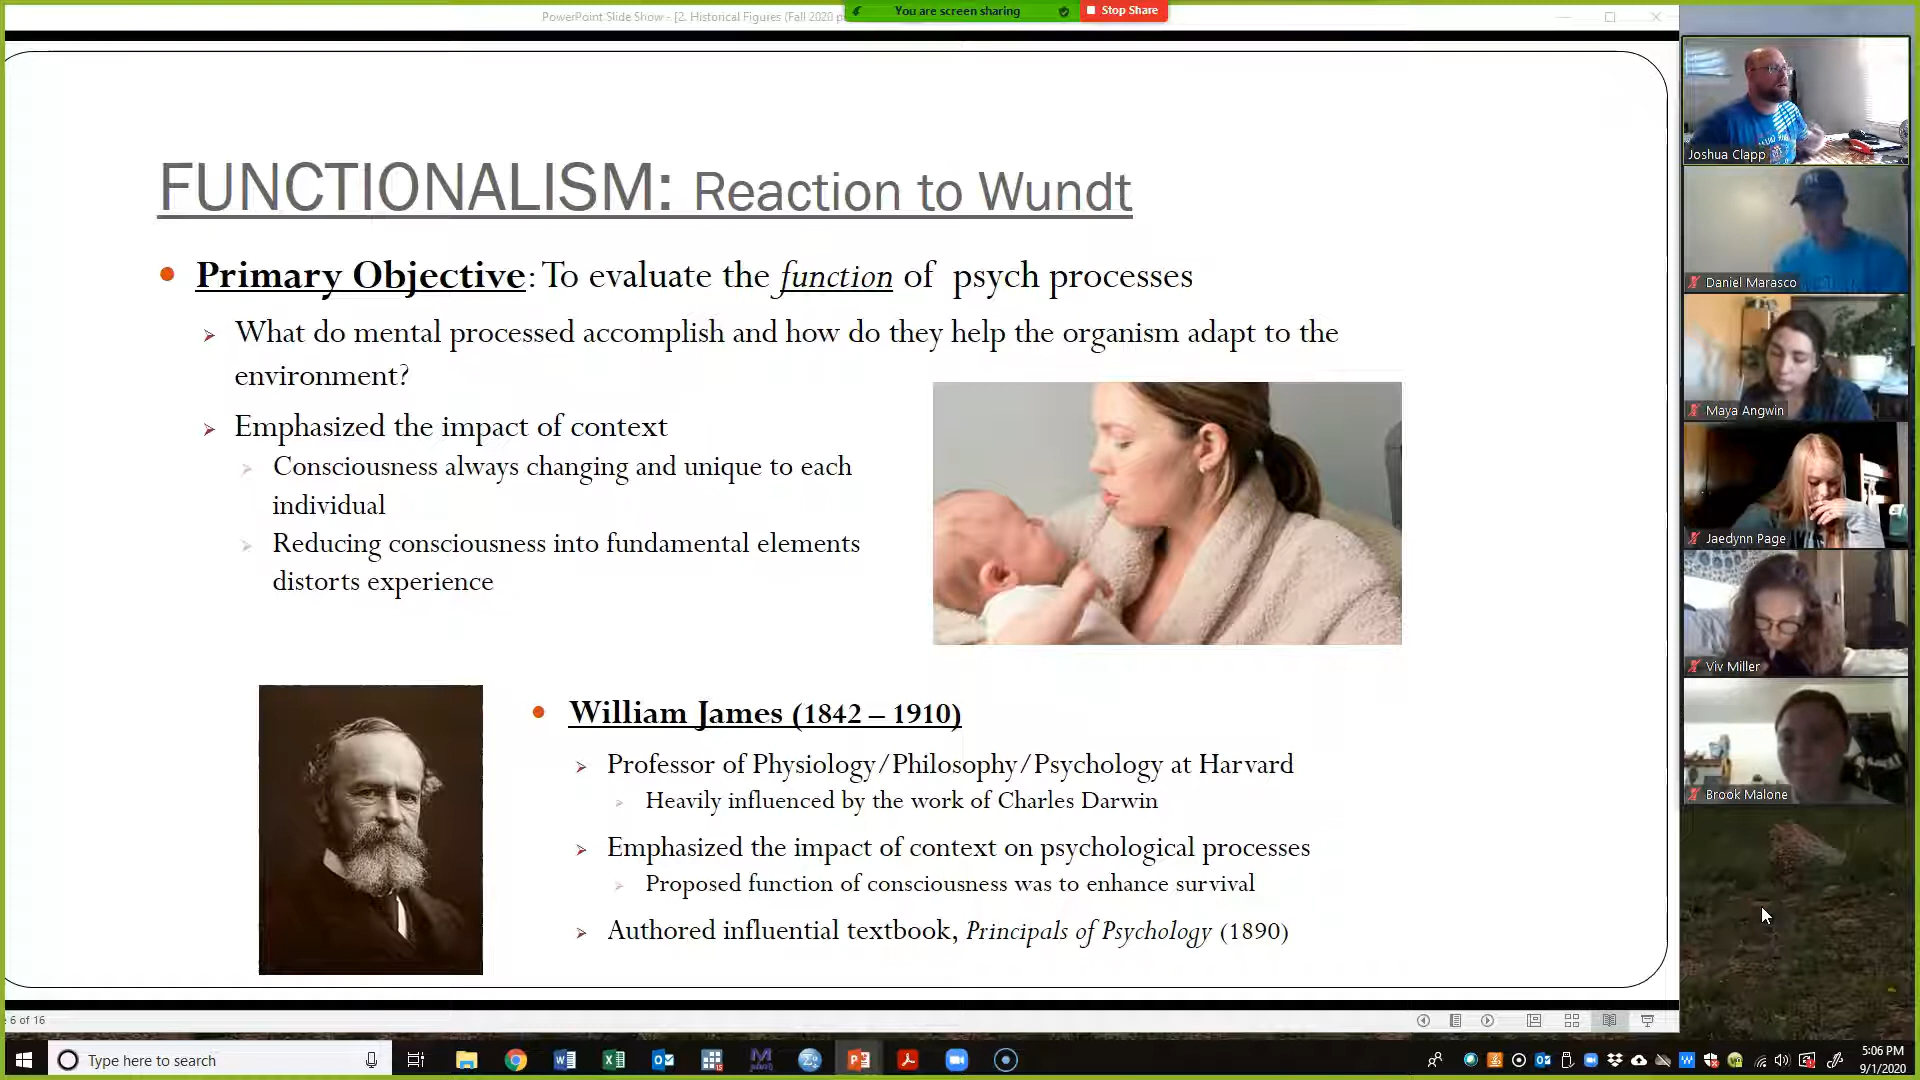 PowerPoint Slide Show - [2. Historical Figures (Fall 2020 p
You are screen sharing
Stop Share
FUNCTIONALISM: Reaction to Wundt
Primary Objective: To evaluate the function of psych processes
What do mental processed accomplish and how do they help the organism adapt to the
environment?
Emphasized the impact of context
Consciousness always changing and unique to each
individual
Reducing consciousness into fundamental elements
distorts experience
William James (1842 – 1910)
Professor of Physiology/Philosophy/Psychology at Harvard
Heavily influenced by the work of Charles Darwin
Emphasized the impact of context on psychological processes
Proposed function of consciousness was to enhance survival
Authored influential textbook, Principals of Psychology (1890)
Joshua Clapp
Daniel Marasco
Maya Angwin
Jaedynn Page
Viv Miller
Brook Malone
6 of 16
Type here to search
5:06 PM
9/1/2020